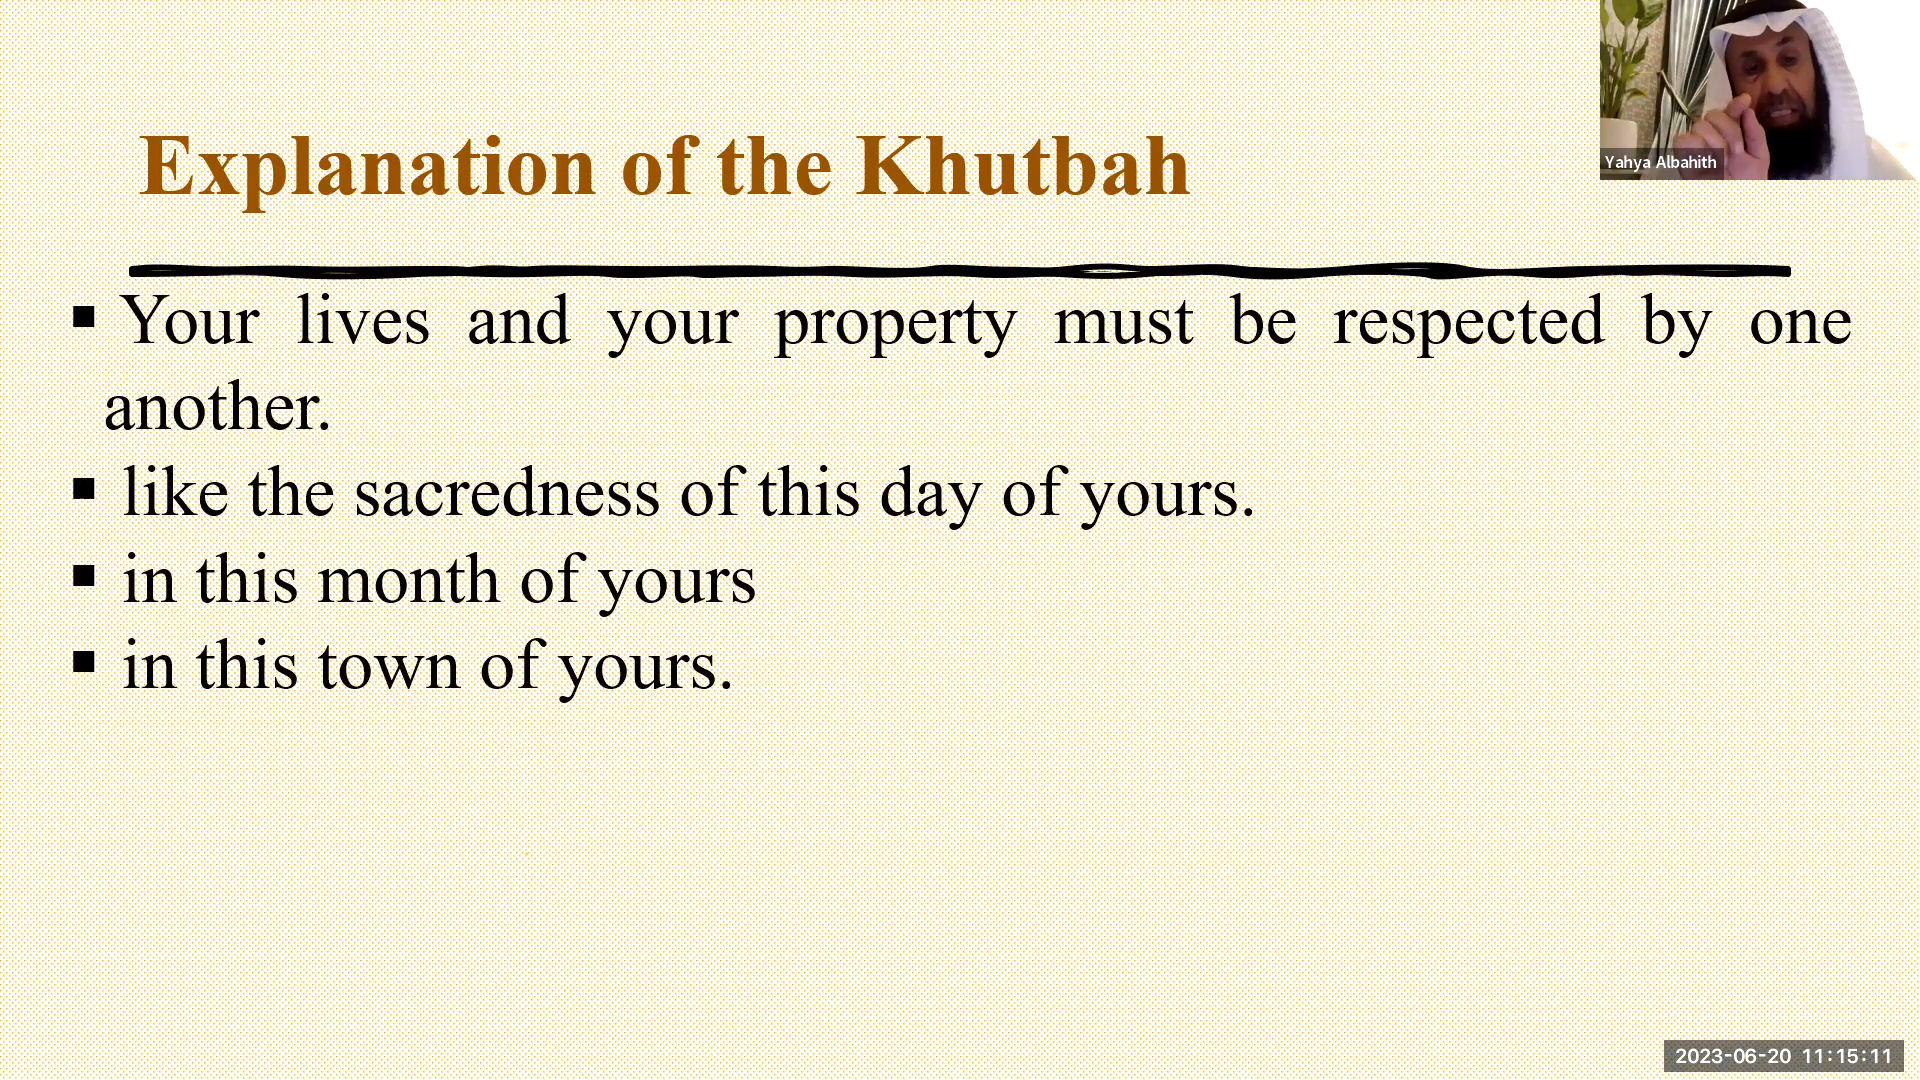 Yahya Albahith
Explanation of the Khutbah
▪ Your lives and your property must be respected by one
another.
▪ like the sacredness of this day of yours.
▪ in this month of yours
▪ in this town of yours.
2023-06-20 11:15:11